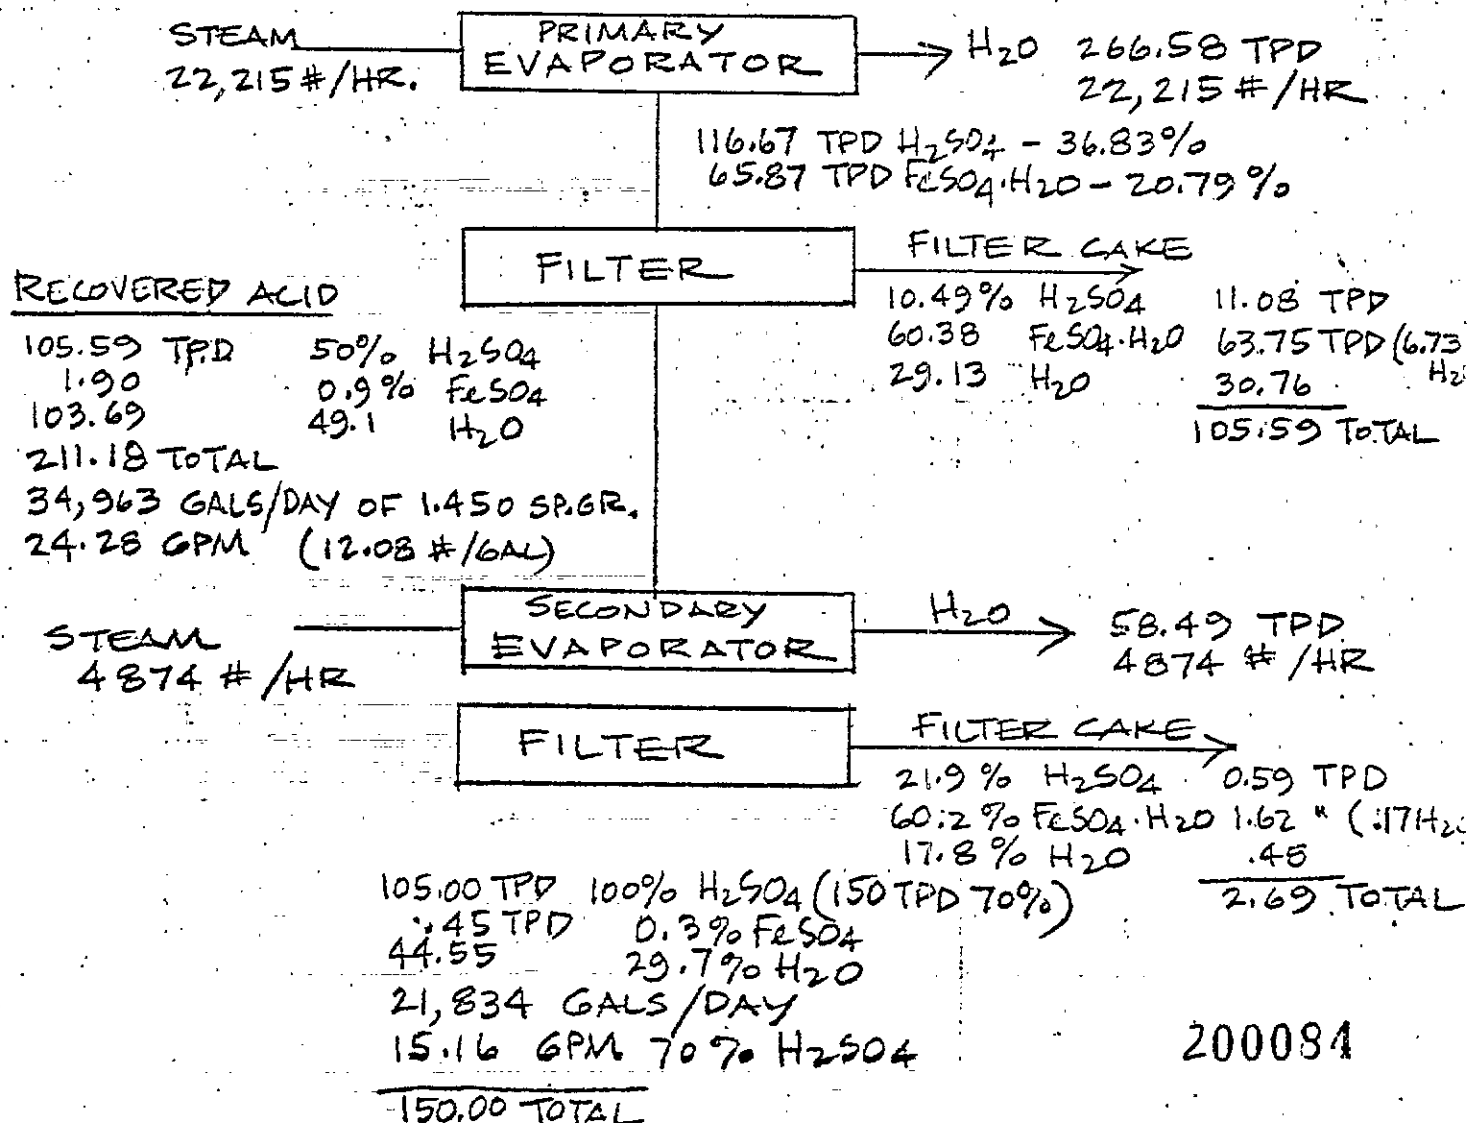 STEAM
22,215 #/HR.
PRIMARY
EVAPORATOR
H2O 266.58 TPD
22,215 #/HR
116.67 TPD H2SO4 - 36.83%
65.87 TPD FeSO4·H2O - 20.79%
FILTER
FILTER CAKE
10.49% H2SO4 11.08 TPD
60.38 FeSO4·H2O 63.75 TPD (6.73
H2
29.13 H2O 30.76
105.59 TOTAL
RECOVERED ACID
105.59 TPD 50% H2SO4
1.90 0.9% FeSO4
103.69 49.1 H2O
211.18 TOTAL
34,963 GALS/DAY OF 1.450 SP.GR.
24.28 GPM (12.08 #/GAL)
STEAM
4874 #/HR
SECONDARY
EVAPORATOR
H2O 58.49 TPD
4874 #/HR
FILTER
FILTER CAKE
21.9% H2SO4 0.59 TPD
60.2% FeSO4·H2O 1.62 " (.17 H2
17.8% H2O .48
2.69 TOTAL
105.00 TPD 100% H2SO4 (150 TPD 70%)
.45 TPD 0.3% FeSO4
44.55 29.7% H2O
21,834 GALS/DAY
15.16 GPM 70% H2SO4
150.00 TOTAL
200084